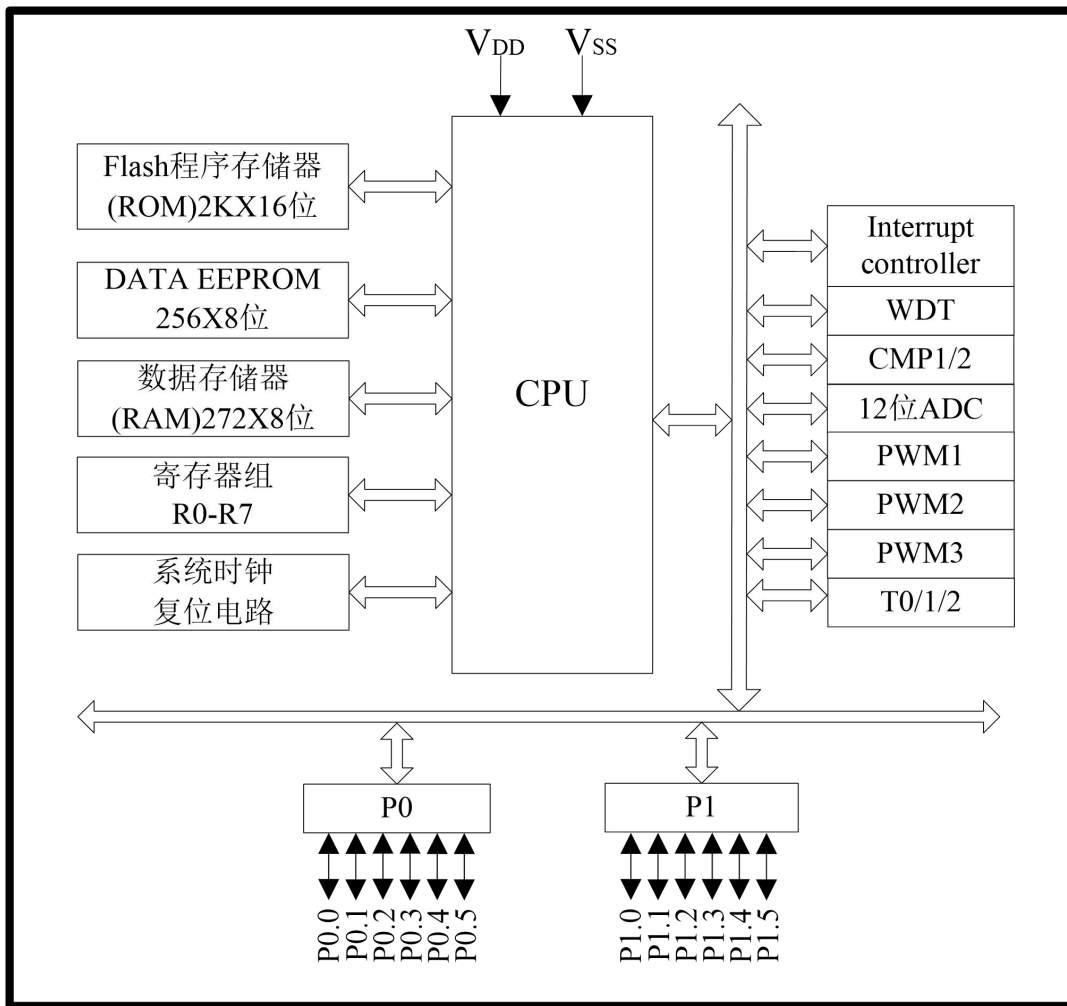 VDD
VSS
Flash程序存储器
(ROM)2KX16位
DATA EEPROM
256X8位
数据存储器
(RAM)272X8位
寄存器组
R0-R7
系统时钟
复位电路
CPU
Interrupt
controller
WDT
CMP1/2
12位ADC
PWM1
PWM2
PWM3
T0/1/2
P0
P1
P0.0
P0.1
P0.2
P0.3
P0.4
P0.5
P1.0
P1.1
P1.2
P1.3
P1.4
P1.5